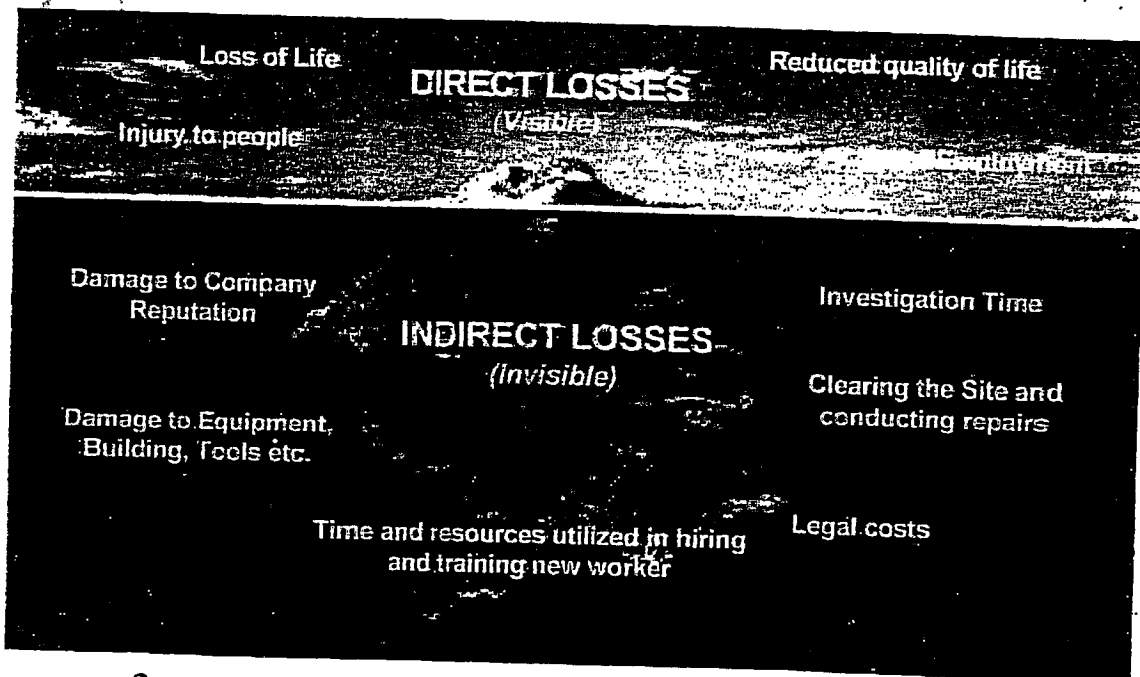 Loss of Life
DIRECT LOSSES
(Visible)
Reduced quality of life
Injury to people
Damage to Company
Reputation
INDIRECT LOSSES
(Invisible)
Investigation Time
Clearing the Site and
conducting repairs
Damage to Equipment,
Building, Tools etc.
Time and resources utilized in hiring
and training new worker
Legal costs